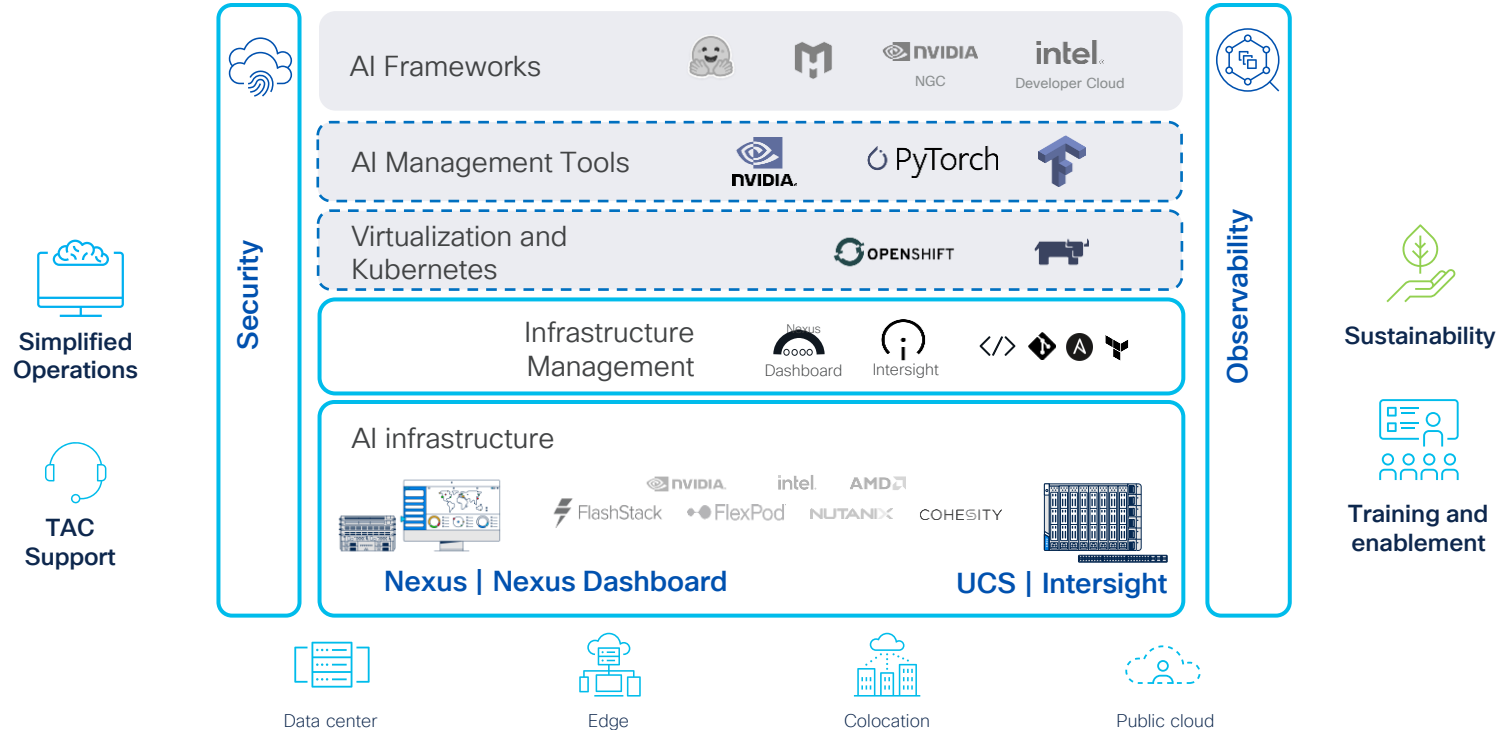 AI Frameworks
NVIDIA
NGC
intel.
Developer Cloud
AI Management Tools
NVIDIA.
PyTorch
Virtualization and
Kubernetes
OPENSHIFT
Security
Observability
Simplified
Operations
TAC
Support
Infrastructure
Management
Nexus
Dashboard
Intersight
</>
AI infrastructure
NVIDIA.
intel.
AMD
FlashStack
FlexPod
NUTANIX
COHESITY
Nexus | Nexus Dashboard
UCS | Intersight
Sustainability
Training and
enablement
Data center
Edge
Colocation
Public cloud